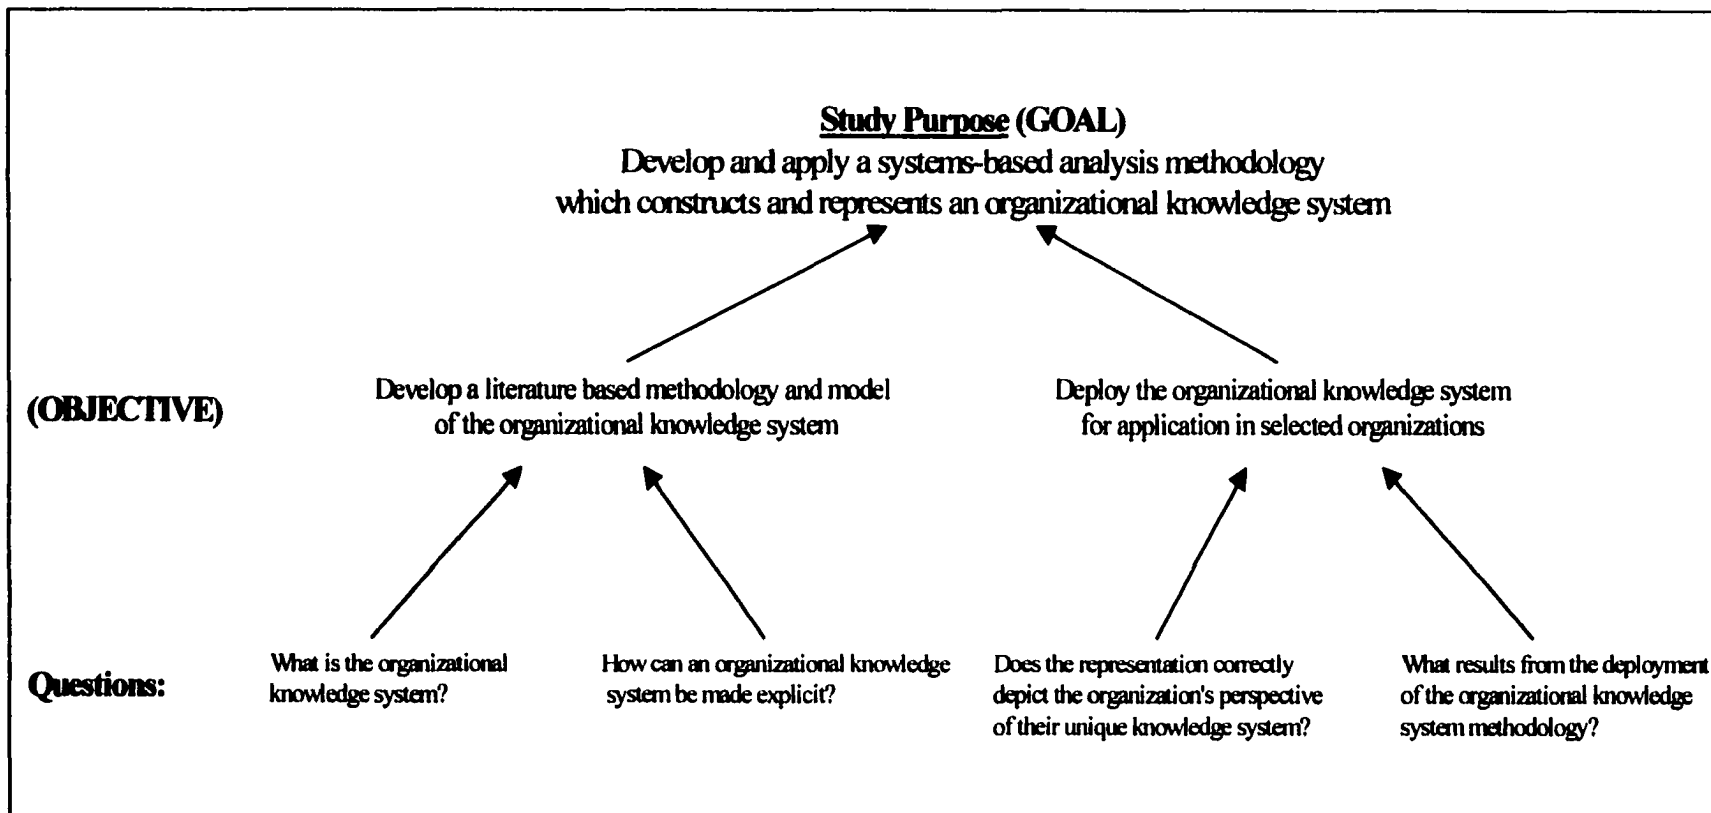 Study Purpose (GOAL)
Develop and apply a systems-based analysis methodology
which constructs and represents an organizational knowledge system
(OBJECTIVE)
Develop a literature based methodology and model
of the organizational knowledge system
Deploy the organizational knowledge system
for application in selected organizations
Questions:
What is the organizational
knowledge system?
How can an organizational knowledge
system be made explicit?
Does the representation correctly
depict the organization's perspective
of their unique knowledge system?
What results from the deployment
of the organizational knowledge
system methodology?